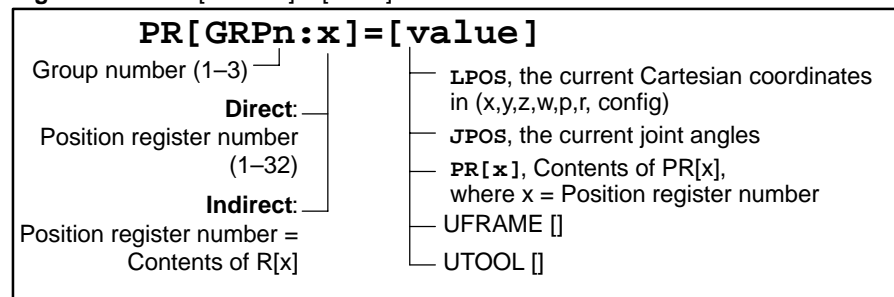 PR[GRPn:x]=[value]
Group number (1–3)
Direct:
Position register number
(1–32)
Indirect:
Position register number =
Contents of R[x]
LPOS, the current Cartesian coordinates
in (x,y,z,w,p,r, config)
JPOS, the current joint angles
PR[x], Contents of PR[x],
where x = Position register number
UFRAME []
UTOOL []